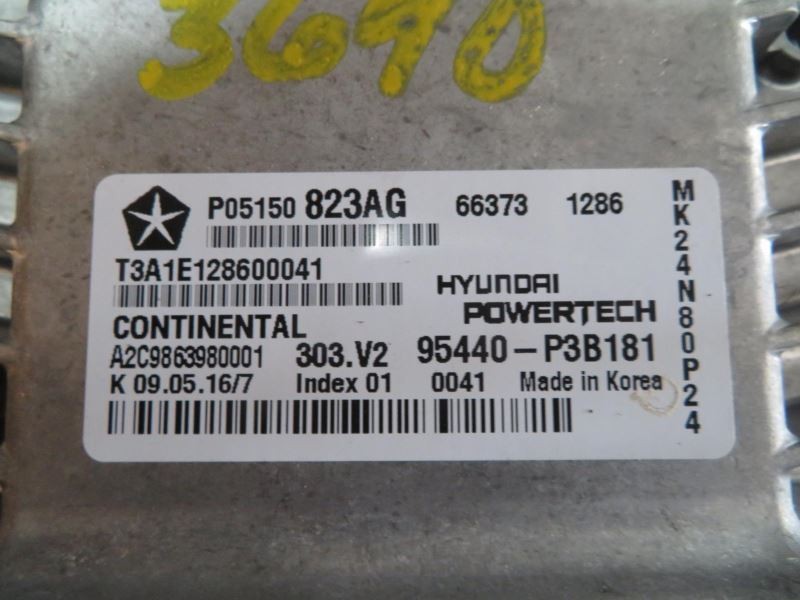 3690
P05150 823AG 66373 1286
T3A1E128600041
HYUNDAI
POWERTECH
CONTINENTAL
A2C9863980001 303.V2 95440-P3B181
K 09.05.16/7 Index 01 0041 Made in Korea
MK24N80P24